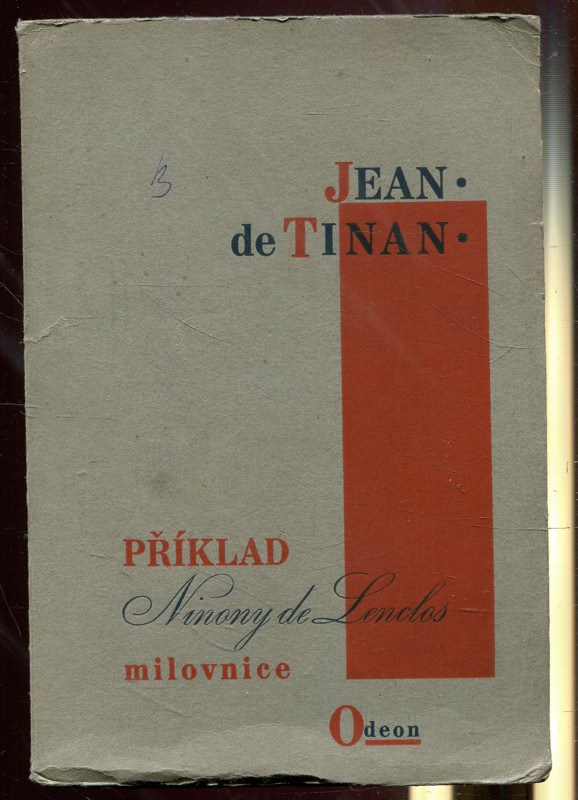 JEAN·
de TINAN·
PŘÍKLAD
Ninony de Lenclos
milovnice
Odeon